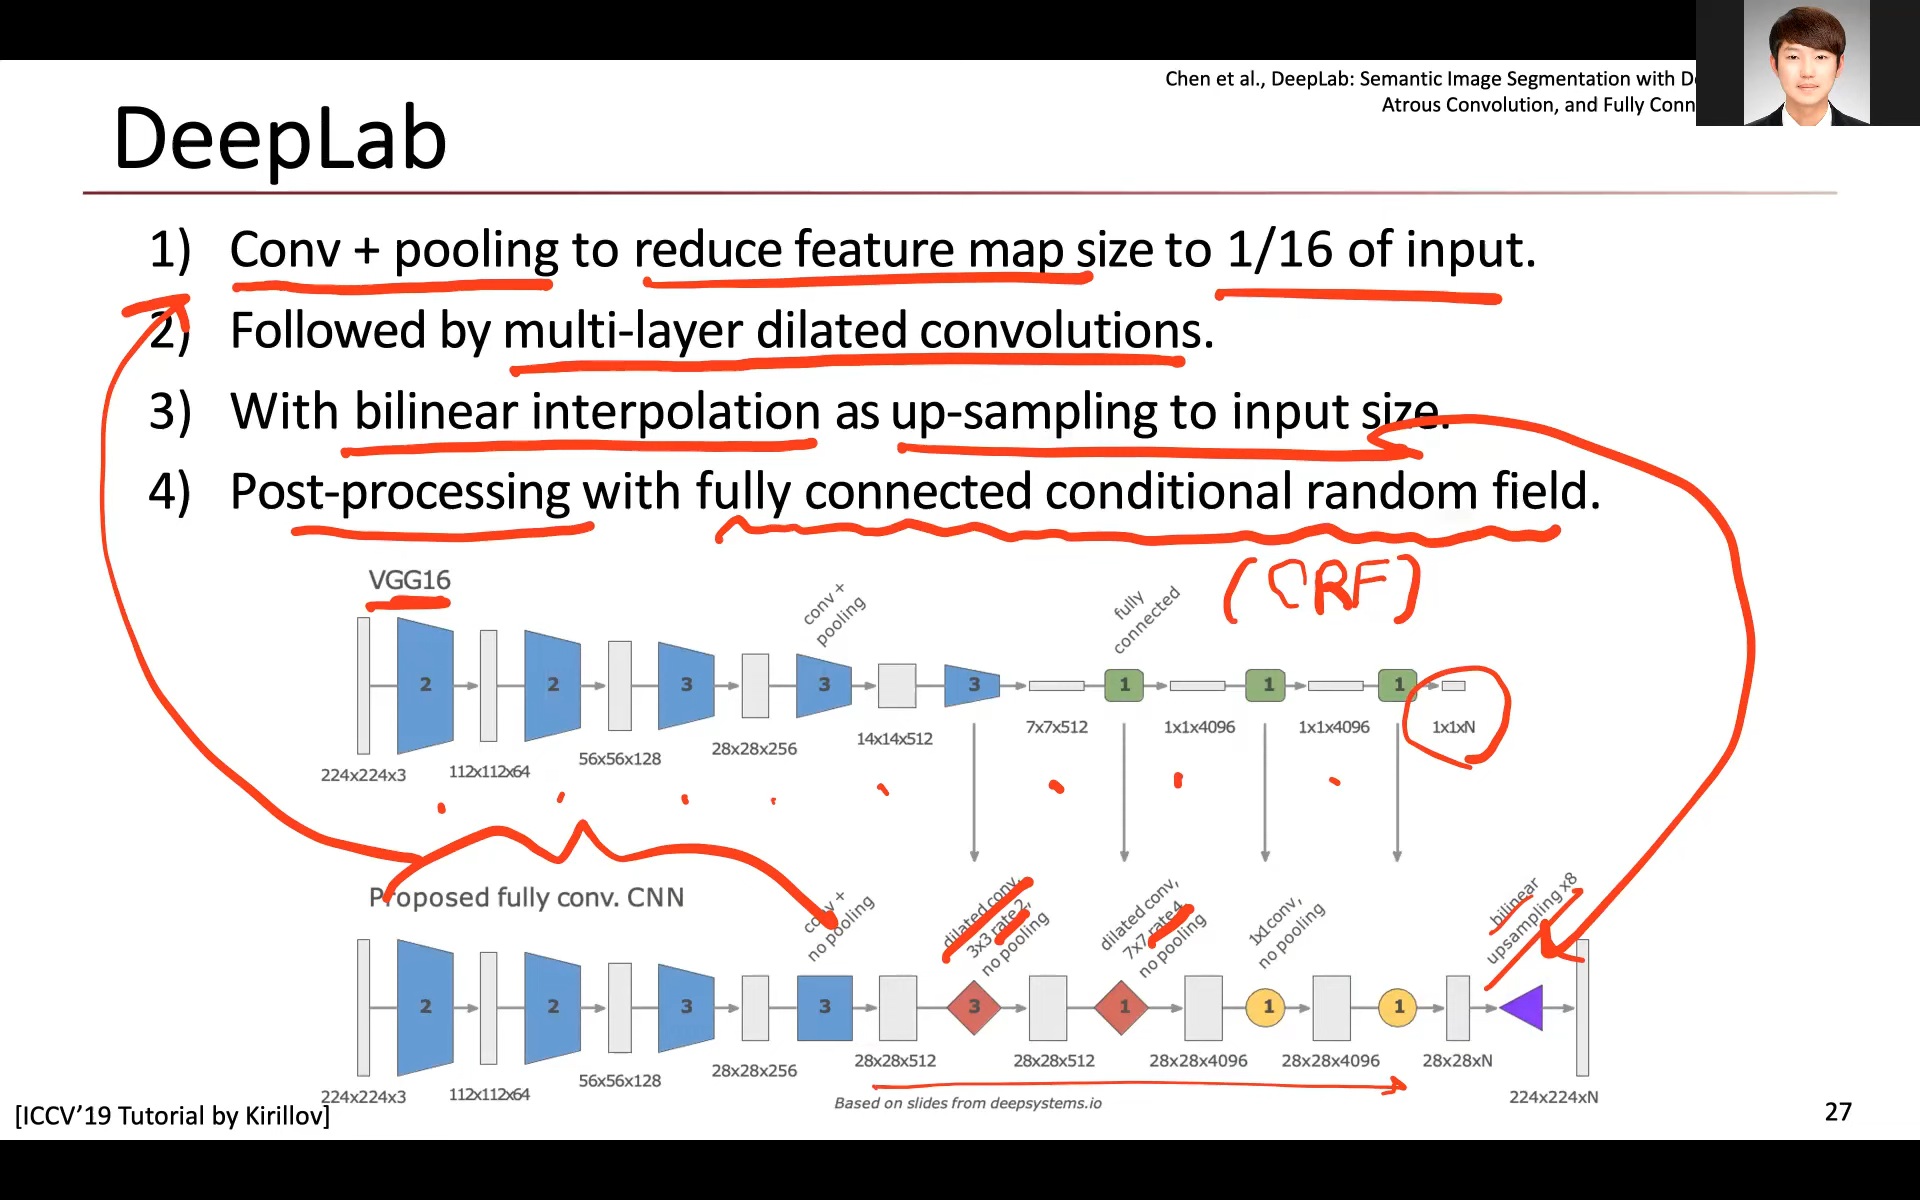 Chen et al., DeepLab: Semantic Image Segmentation with
Atrous Convolution, and Fully
DeepLab
1) Conv + pooling to reduce feature map size to 1/16 of input.
2) Followed by multi-layer dilated convolutions.
3) With bilinear interpolation as up-sampling to input size.
4) Post-processing with fully connected conditional random field.
(CRF)
VGG16
conv +
pooling
fully
connected
2 2 3 3 3 1 1 1
224x224x3 112x112x64 56x56x128 28x28x256 14x14x512 7x7x512 1x1x4096 1x1x4096 1x1xN
Proposed fully conv. CNN
conv +
no pooling
dilated conv,
3x3 rate 2,
no pooling
dilated conv,
7x7 rate4,
no pooling
1x1 conv,
no pooling
bilinear
upsampling x8
2 2 3 3 3 1 1 1
224x224x3 112x112x64 56x56x128 28x28x256 28x28x512 28x28x512 28x28x4096 28x28x4096 28x28xN 224x224xN
Based on slides from deepsystems.io
[ICCV’19 Tutorial by Kirillov]
27